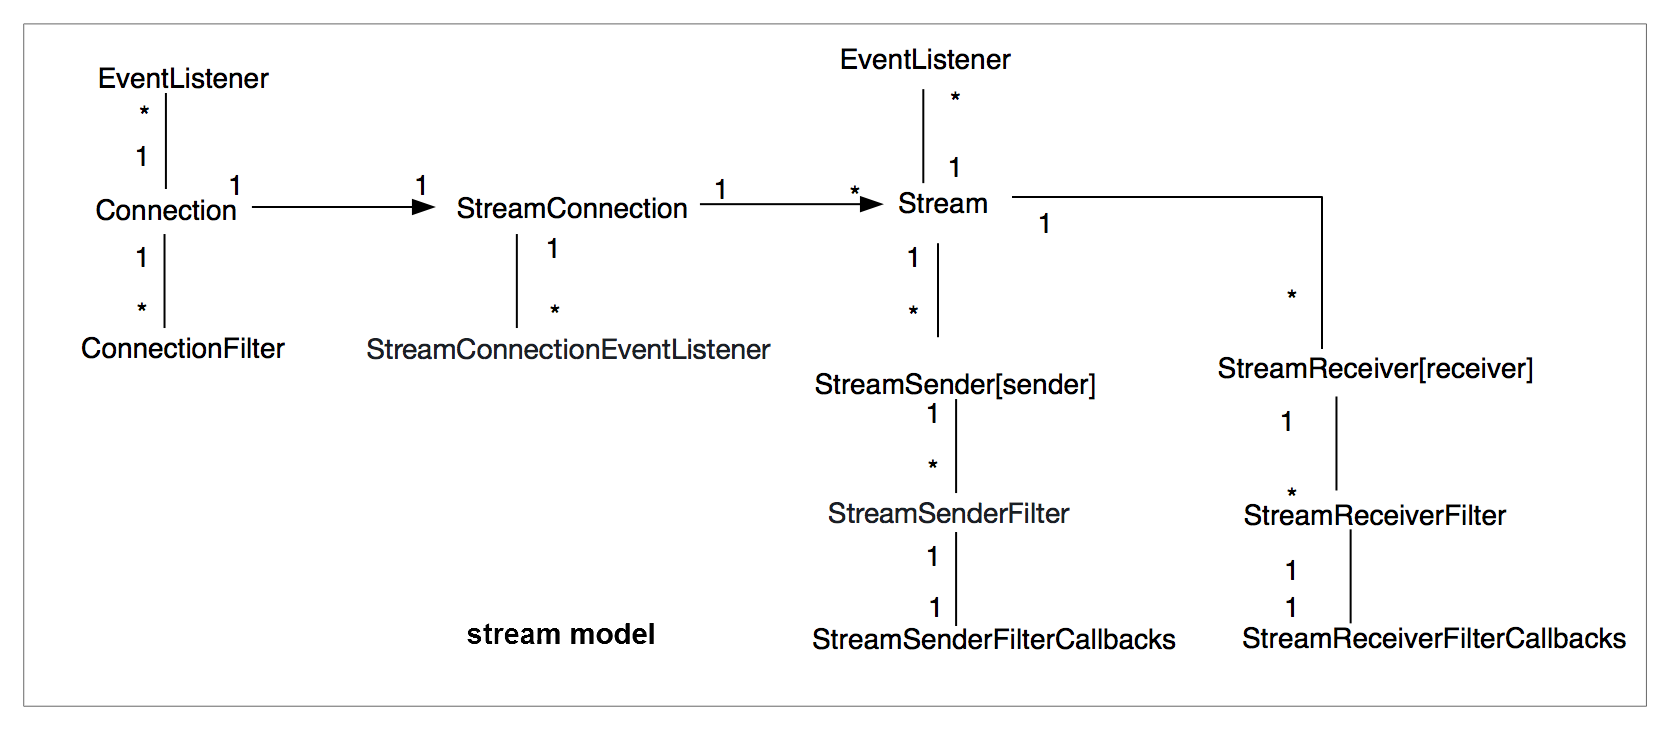 EventListener
*
1
Connection
1
1
StreamConnection
1
*
Stream
EventListener
*
1
1
*
ConnectionFilter
1
*
StreamConnectionEventListener
1
*
StreamSender[sender]
1
*
StreamSenderFilter
1
1
StreamSenderFilterCallbacks
1
*
StreamReceiver[receiver]
1
*
StreamReceiverFilter
1
1
StreamReceiverFilterCallbacks
stream model